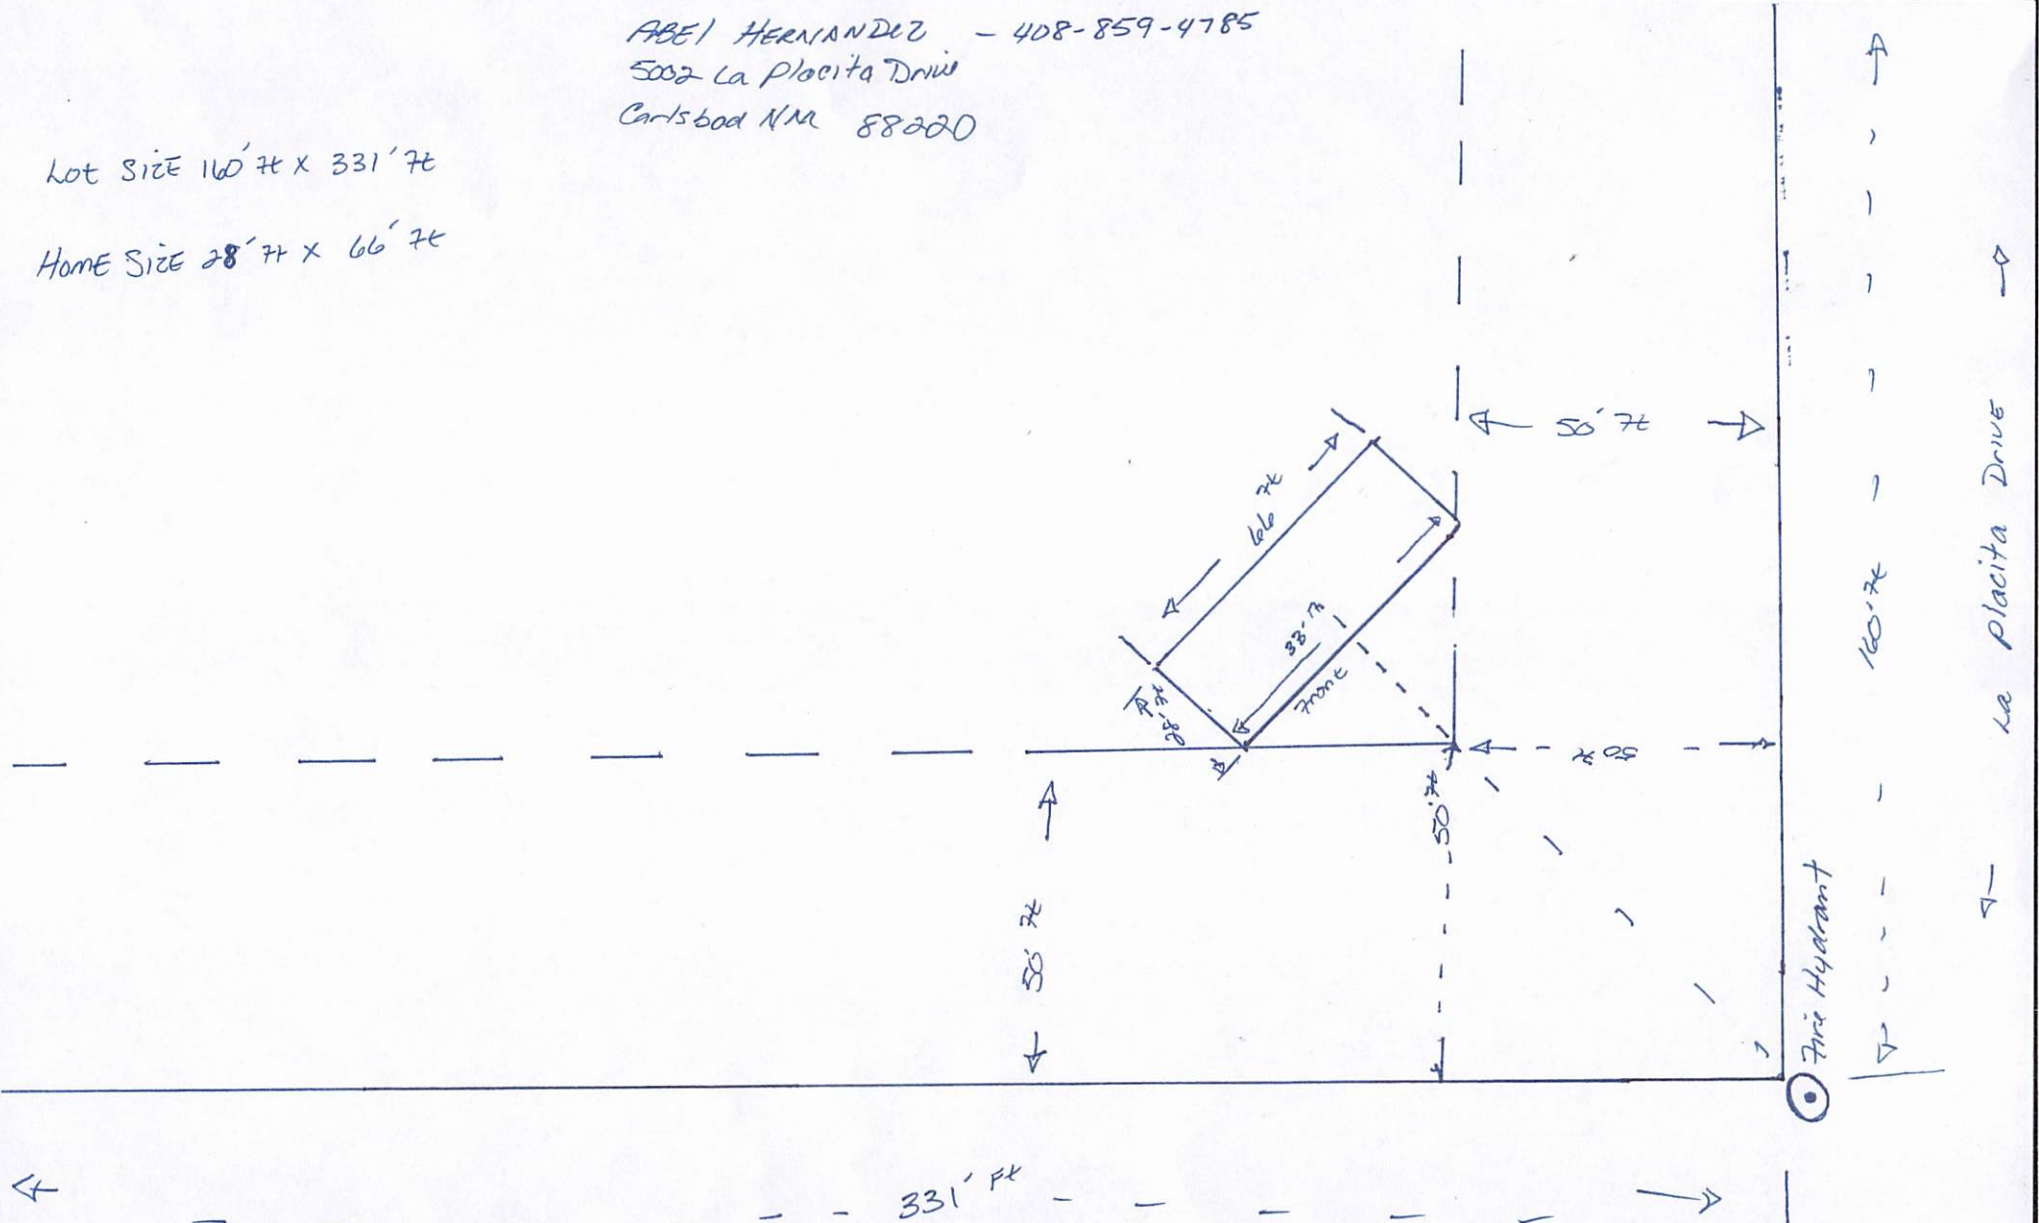 ABEl HERNANDEZ - 408-859-4785
5002 La Placita Drive
Carlsbad NM 88220
Lot SizE 160' ft X 331' ft
HomE SizE 28' ft X 66' ft
50' ft
66 ft
33' ft
Front
28' ft
50 ft
50' ft
50' ft
160' ft
La Placita DrivE
Fire Hydrant
331' Ft